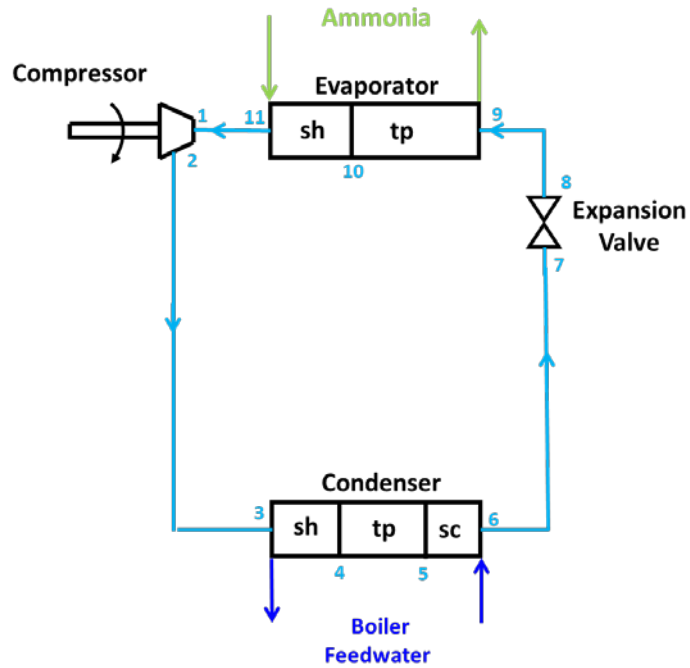 Ammonia
Compressor
Evaporator
1
11
sh
tp
9
2
10
8
Expansion
Valve
7
Condenser
3
sh
tp
sc
6
4
5
Boiler
Feedwater